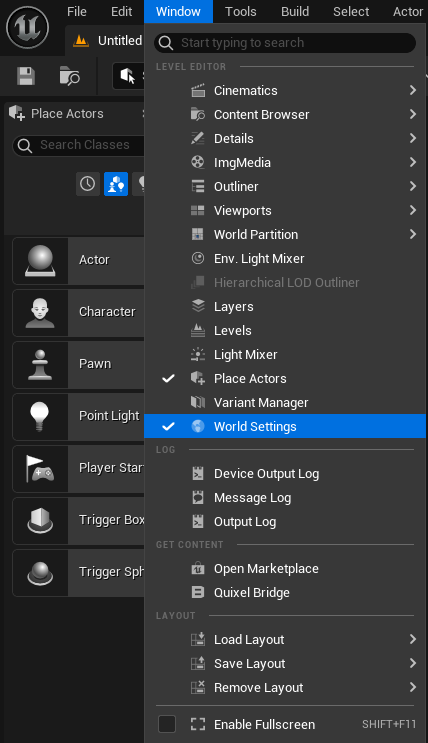 File Edit Window Tools Build Select Actor
Untitled
Start typing to search
LEVEL EDITOR
Place Actors
Cinematics
Content Browser
Search Classes
Details
ImgMedia
Outliner
Viewports
World Partition
Env. Light Mixer
Actor
Hierarchical LOD Outliner
Layers
Character
Levels
Light Mixer
Pawn
Place Actors
Variant Manager
Point Light
World Settings
LOG
Player Star
Device Output Log
Message Log
Trigger Box
Output Log
GET CONTENT
Trigger Sph
Open Marketplace
Quixel Bridge
LAYOUT
Load Layout
Save Layout
Remove Layout
Enable Fullscreen SHIFT+F11